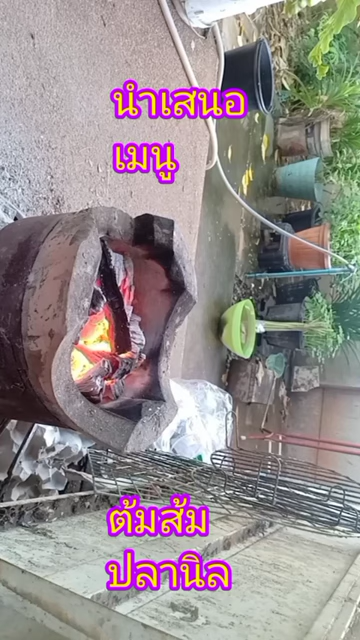 นำเสนอ
เมนู
ต้มส้ม
ปลานิล